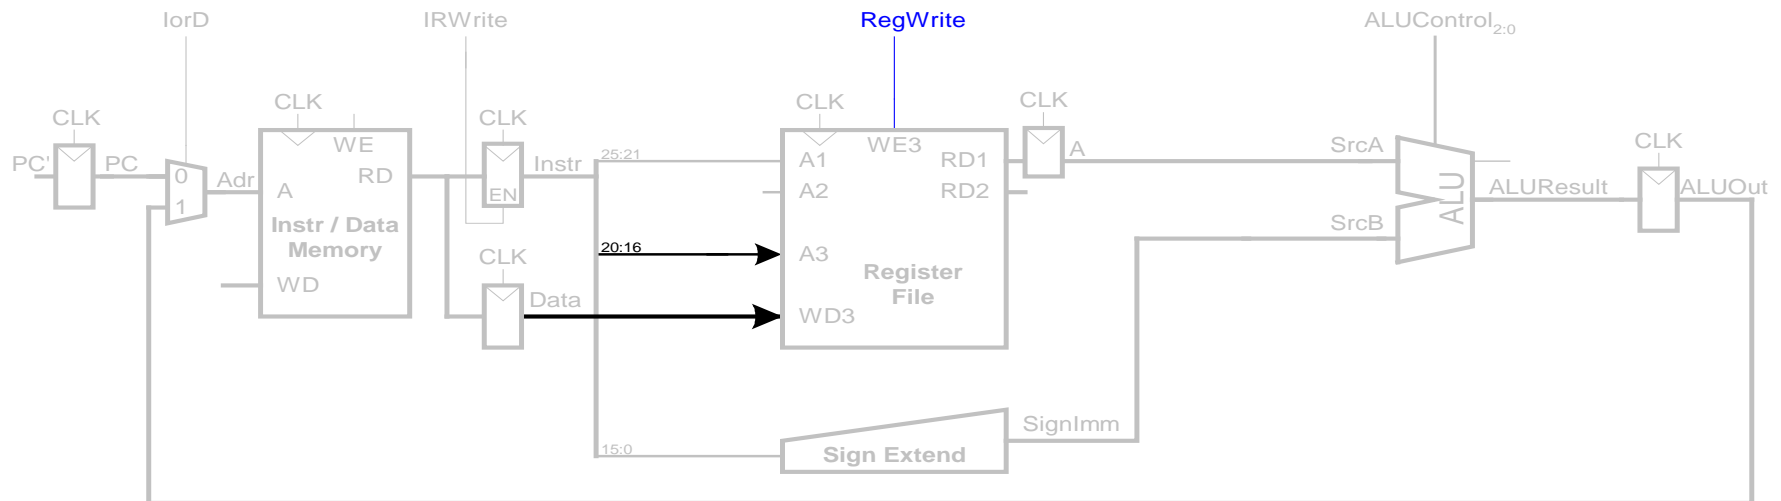 IorD
IRWrite
RegWrite
ALUControl2:0
CLK
CLK
CLK
CLK
CLK
CLK
PC'
PC
0
1
Adr
WE
RD
A
Instr / Data
Memory
WD
EN
Instr
CLK
Data
25:21
20:16
15:0
WE3
A1
RD1
A2
RD2
A3
Register
File
WD3
Sign Extend
SignImm
A
SrcA
SrcB
ALU
ALUResult
CLK
ALUOut